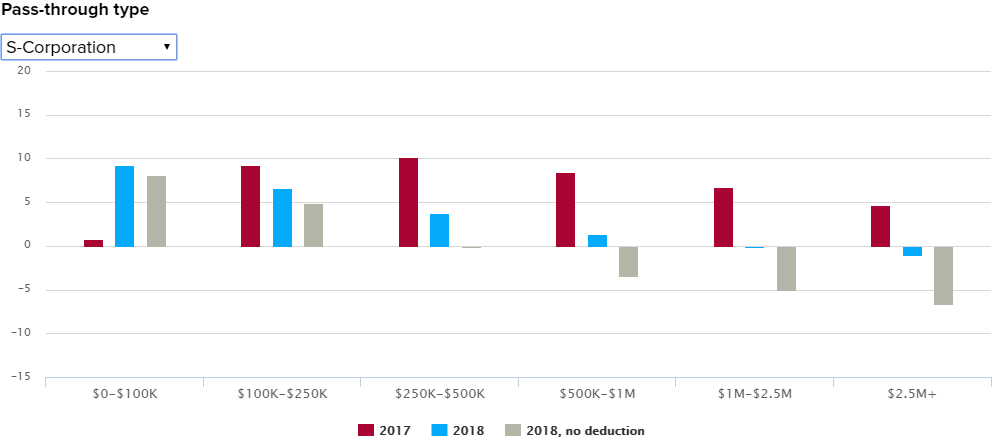 Pass-through type
S-Corporation
20
15
10
5
0
−5
−10
−15
$0–$100K $100K–$250K $250K–$500K $500K–$1M $1M–$2.5M $2.5M+
2017 2018 2018, no deduction